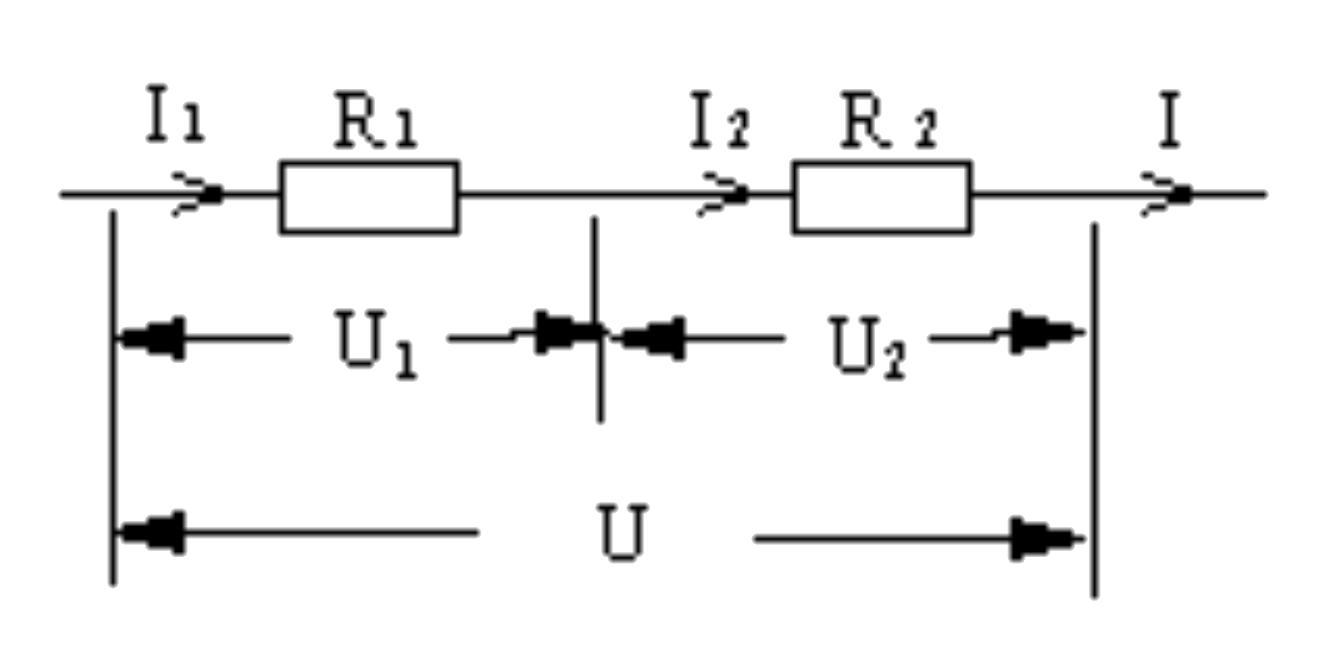 I₁ R₁ I₂ R₂ I
U₁ U₂
U